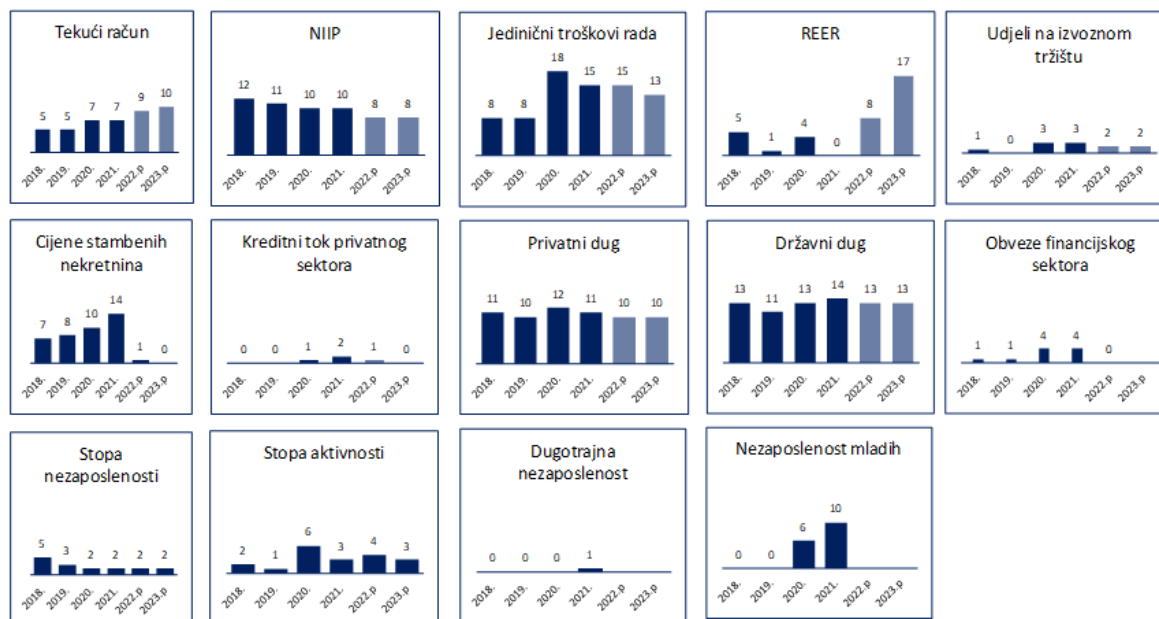 Tekući račun
5 5 7 7 9 10
2018. 2019. 2020. 2021. 2022.p 2023.p
NIIP
12 11 10 10 8 8
2018. 2019. 2020. 2021. 2022.p 2023.p
Jedinični troškovi rada
8 8 18 15 15 13
2018. 2019. 2020. 2021. 2022.p 2023.p
REER
5 1 4 0 8 17
2018. 2019. 2020. 2021. 2022.p 2023.p
Udjeli na izvoznom
tržištu
1 0 3 3 2 2
2018. 2019. 2020. 2021. 2022.p 2023.p
Cijene stambenih
nekretnina
7 8 10 14 1 0
2018. 2019. 2020. 2021. 2022.p 2023.p
Kreditni tok privatnog
sektora
0 0 1 2 1 0
2018. 2019. 2020. 2021. 2022.p 2023.p
Privatni dug
11 10 12 11 10 10
2018. 2019. 2020. 2021. 2022.p 2023.p
Državni dug
13 11 13 14 13 13
2018. 2019. 2020. 2021. 2022.p 2023.p
Obveze financijskog
sektora
1 1 4 4 0
2018. 2019. 2020. 2021. 2022.p 2023.p
Stopa
nezaposlenosti
5 3 2 2 2 2
2018. 2019. 2020. 2021. 2022.p 2023.p
Stopa aktivnosti
2 1 6 3 4 3
2018. 2019. 2020. 2021. 2022.p 2023.p
Dugotrajna
nezaposlenost
0 0 0 1
2018. 2019. 2020. 2021. 2022.p 2023.p
Nezaposlenost mladih
0 0 6 10
2018. 2019. 2020. 2021. 2022.p 2023.p